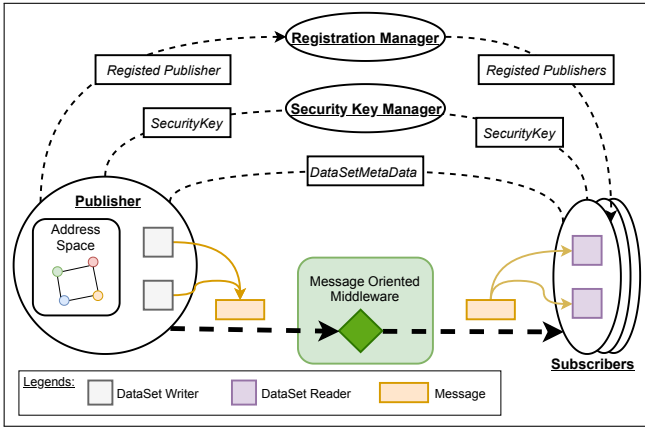 Registration Manager
Registed Publisher
Registed Publishers
Security Key Manager
SecurityKey
SecurityKey
DataSetMetaData
Publisher
Address
Space
Message Oriented
Middleware
Subscribers
Legends:
DataSet Writer
DataSet Reader
Message